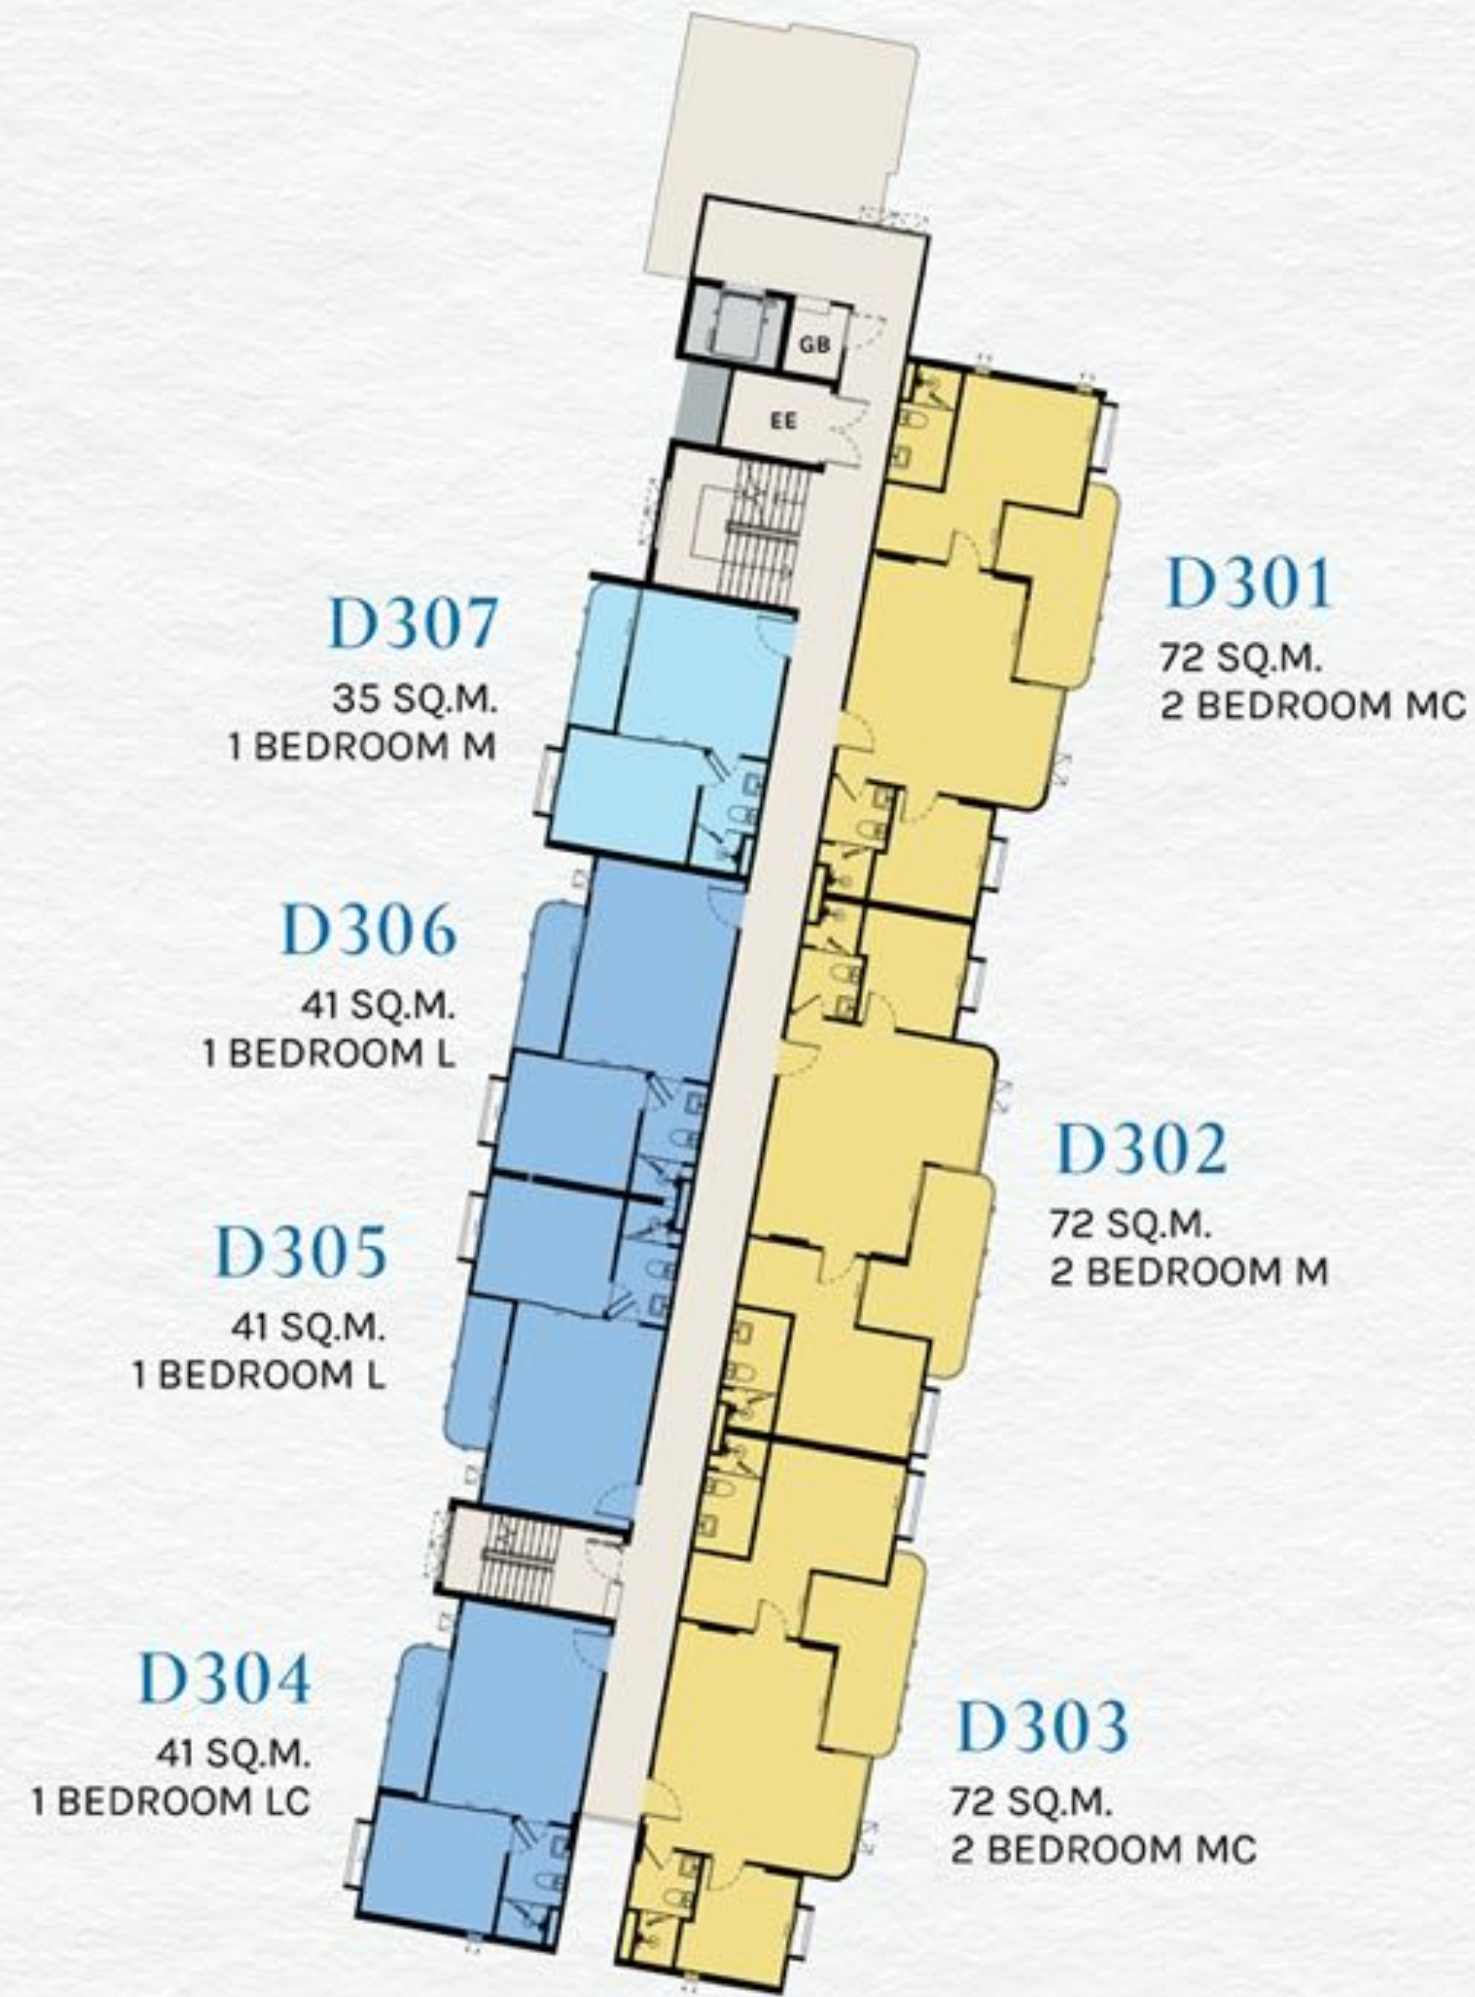 GB
EE
D301
72 SQ.M.
2 BEDROOM MC
D307
35 SQ.M.
1 BEDROOM M
D306
41 SQ.M.
1 BEDROOM L
D302
72 SQ.M.
2 BEDROOM M
D305
41 SQ.M.
1 BEDROOM L
D304
41 SQ.M.
1 BEDROOM LC
D303
72 SQ.M.
2 BEDROOM MC